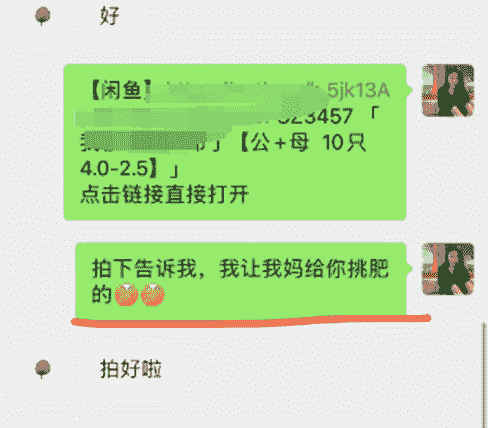 好
【闲鱼】
5jk13A
3457 「
」【公+母 10只
4.0-2.5】」
点击链接直接打开
拍下告诉我，我让我妈给你挑肥
的
拍好啦